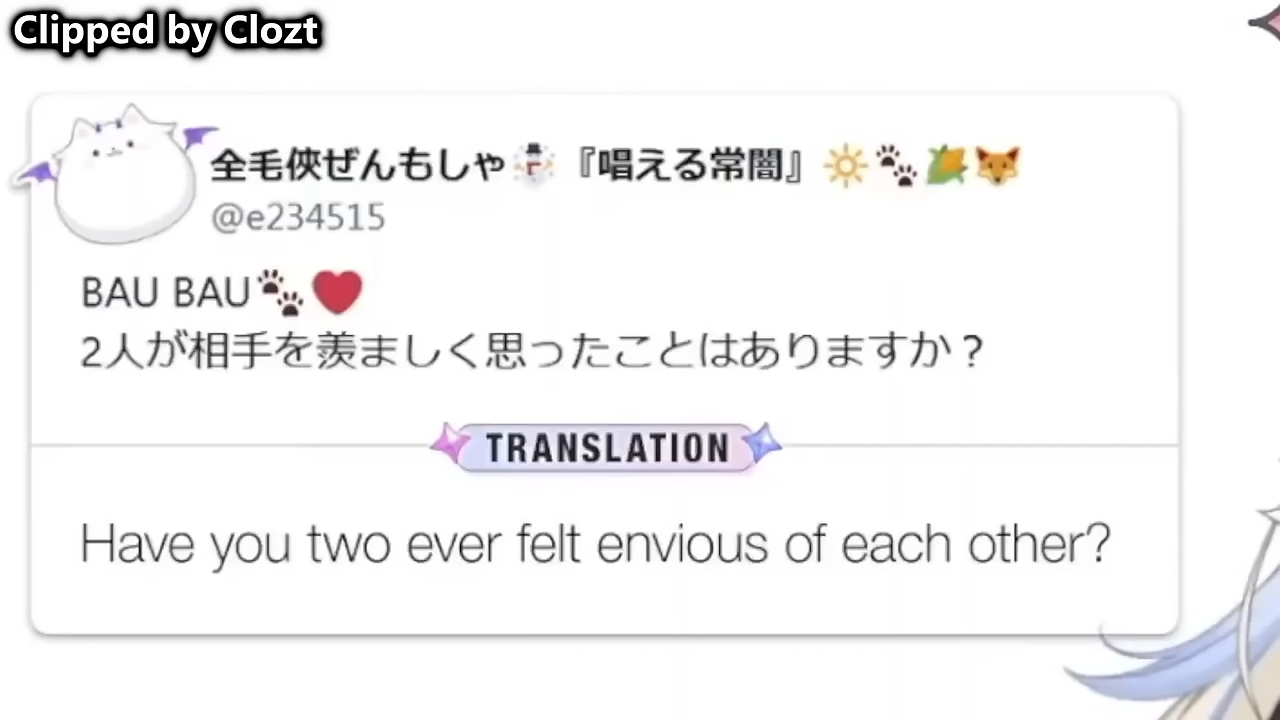 Clipped by Clozt
全毛俠ぜんもしゃ⛄『唱える常闇』🔆🐾🌽🦊
@e234515
BAU BAU🐾❤
2人が相手を羨ましく思ったことはありますか？
TRANSLATION
Have you two ever felt envious of each other?